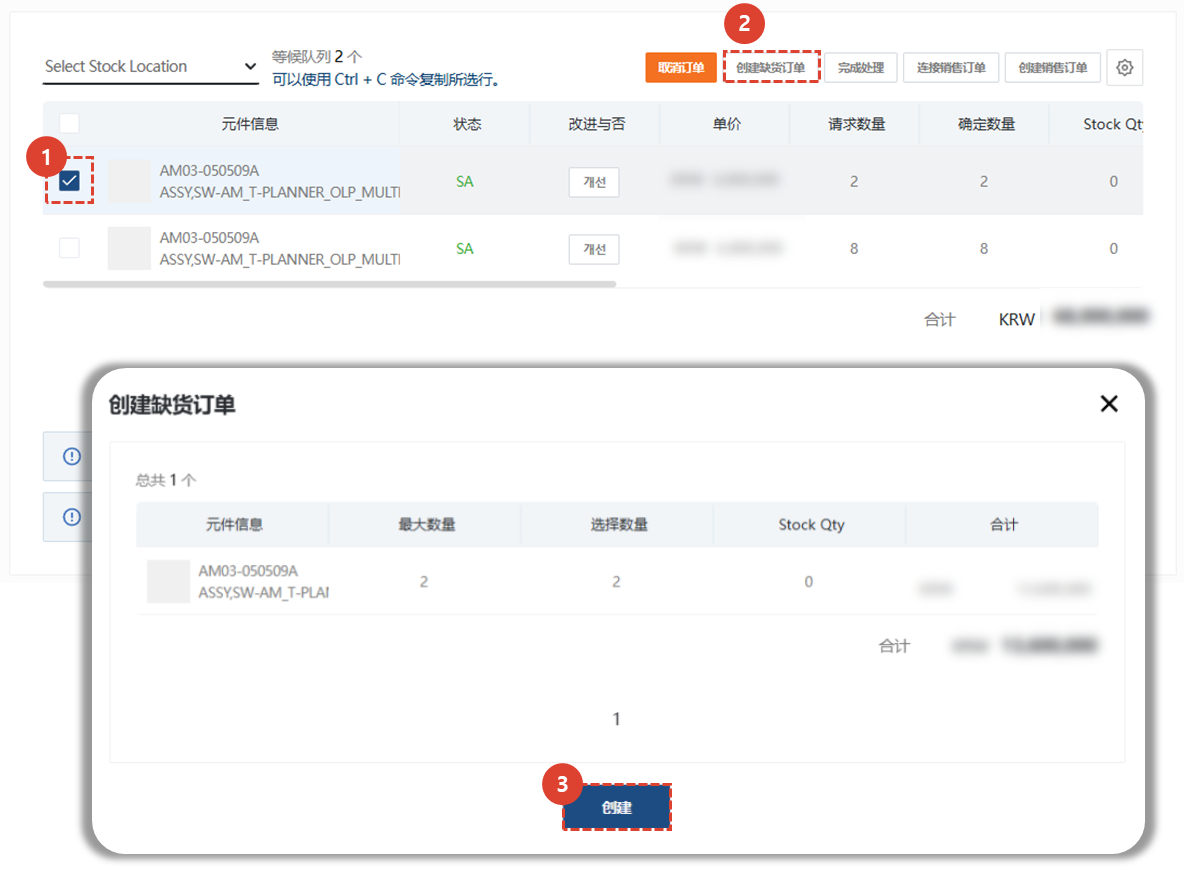 2
Select Stock Location
等候队列 2 个
可以使用 Ctrl + C 命令复制所选行。
取消订单 创建缺货订单 完成处理 连接销售订单 创建销售订单
元件信息 状态 改进与否 单价 请求数量 确定数量 Stock Qty
1
AM03-050509A
ASSY,SW-AM_T-PLANNER_OLP_MULTI
SA 개선 2 2 0
AM03-050509A
ASSY,SW-AM_T-PLANNER_OLP_MULTI
SA 개선 8 8 0
合计 KRW
创建缺货订单
总共 1 个
元件信息 最大数量 选择数量 Stock Qty 合计
AM03-050509A
ASSY,SW-AM_T-PLAN
2 2 0
合计
1
3
创建